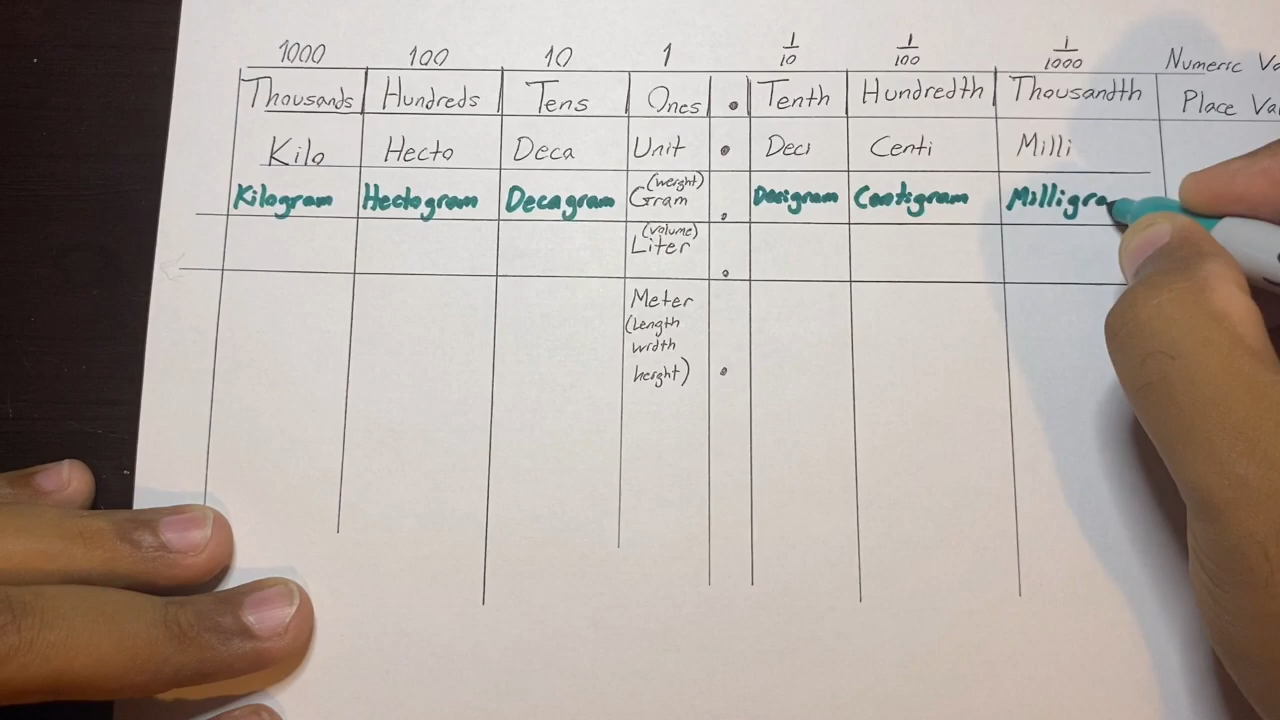 1000 100 10 1 1/10 1/100 1/1000 Numeric Va
Thousands Hundreds Tens Ones . Tenth Hundredth Thousandth Place Val
Kilo Hecto Deca Unit . Deci Centi Milli
(weight)
Kilogram Hectogram Decagram Gram . Decigram Centigram Milligra
(volume)
Liter .
Meter
(Length
width
height) .